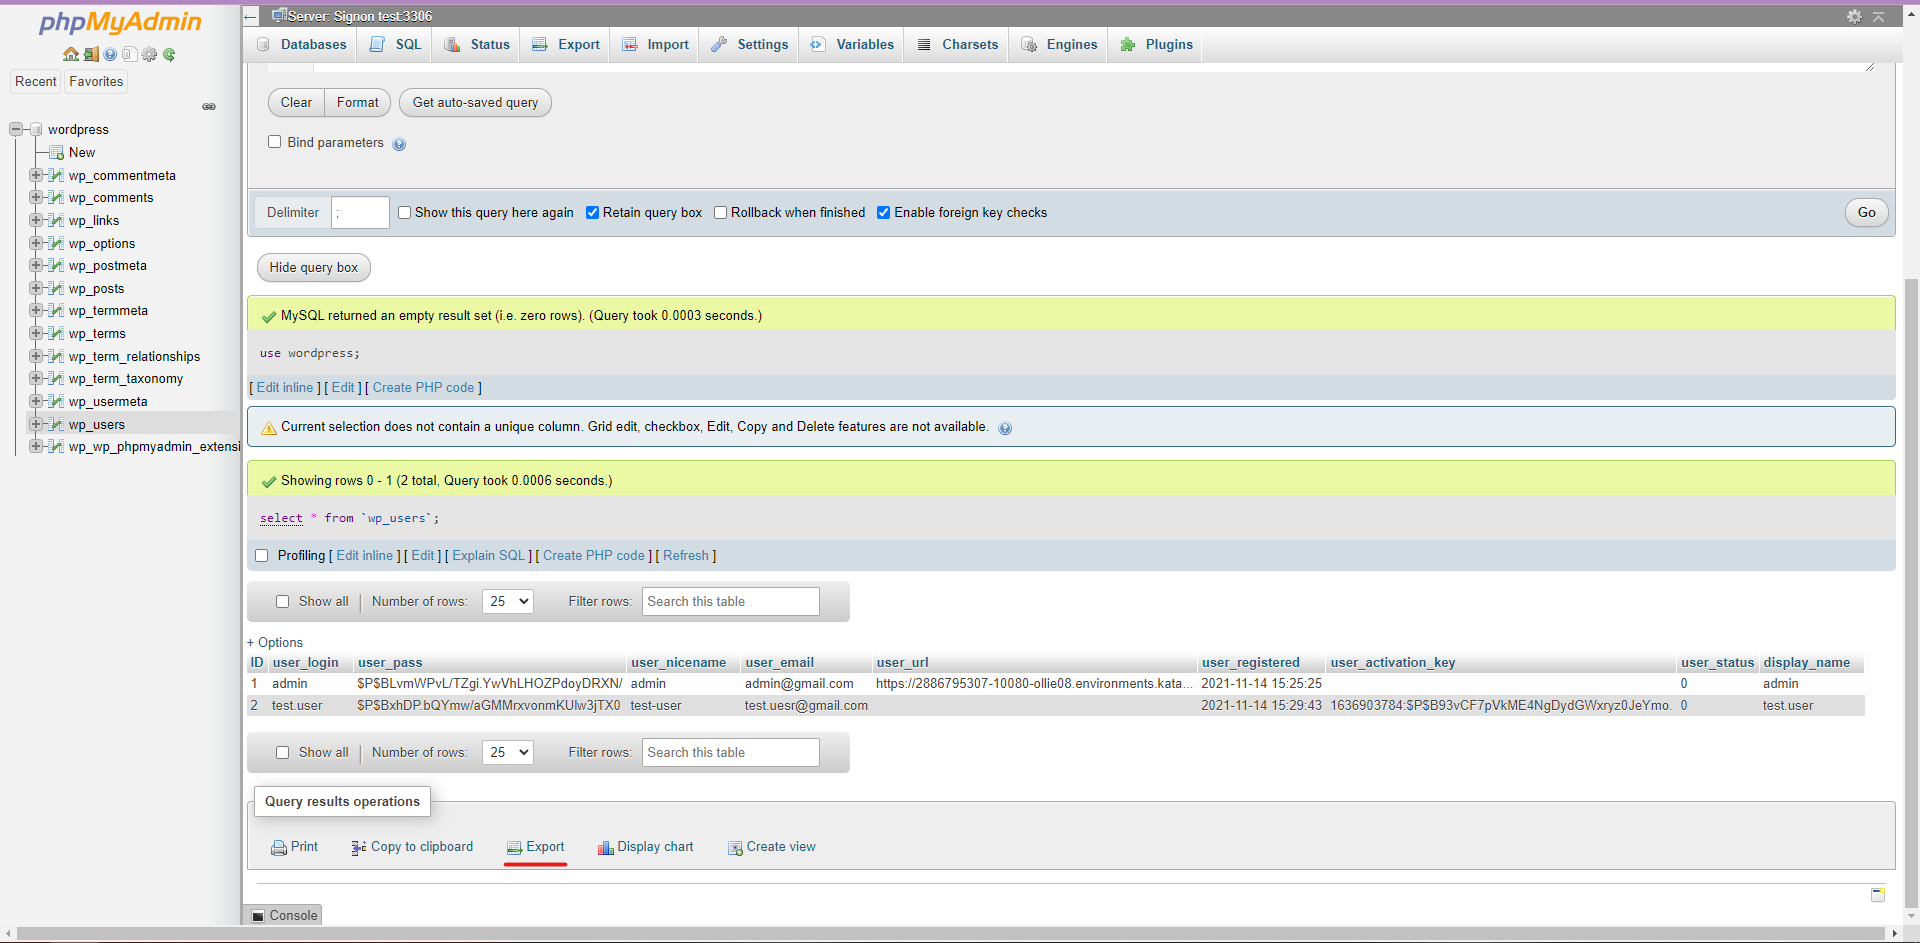 phpMyAdmin
Recent Favorites
wordpress
New
wp_commentmeta
wp_comments
wp_links
wp_options
wp_postmeta
wp_posts
wp_termmeta
wp_terms
wp_term_relationships
wp_term_taxonomy
wp_usermeta
wp_users
wp_wp_phpmyadmin_extensi
Server: Signon test:3306
Databases SQL Status Export Import Settings Variables Charsets Engines Plugins
Clear Format Get auto-saved query
Bind parameters
Delimiter ; Show this query here again Retain query box Rollback when finished Enable foreign key checks Go
Hide query box
MySQL returned an empty result set (i.e. zero rows). (Query took 0.0003 seconds.)
use wordpress;
[ Edit inline ] [ Edit ] [ Create PHP code ]
Current selection does not contain a unique column. Grid edit, checkbox, Edit, Copy and Delete features are not available.
Showing rows 0 - 1 (2 total, Query took 0.0006 seconds.)
select * from `wp_users`;
Profiling [ Edit inline ] [ Edit ] [ Explain SQL ] [ Create PHP code ] [ Refresh ]
Show all | Number of rows: 25 Filter rows: Search this table
+ Options
ID user_login user_pass user_nicename user_email user_url user_registered user_activation_key user_status display_name
1 admin $P$BLvmWPvL/TZgi.YwVhLHOZPdoyDRXN/ admin admin@gmail.com https://2886795307-10080-ollie08.environments.kata... 2021-11-14 15:25:25 0 admin
2 test.user $P$BxhDP.bQYmw/aGMMrxvonmKUlw3jTX0 test-user test.uesr@gmail.com 2021-11-14 15:29:43 1636903784:$P$B93vCF7pVkME4NgDydGWxryz0JeYmo. 0 test.user
Show all | Number of rows: 25 Filter rows: Search this table
Query results operations
Print Copy to clipboard Export Display chart Create view
Console